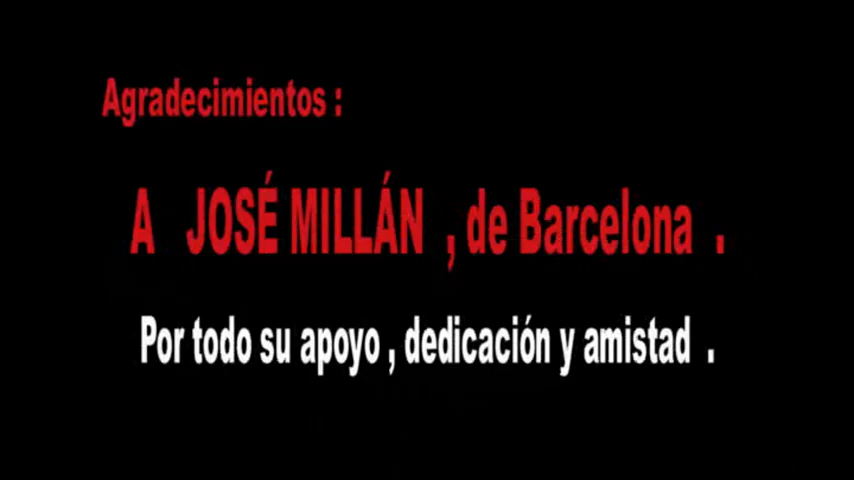 Agradecimientos :
A JOSÉ MILLÁN , de Barcelona .
Por todo su apoyo , dedicación y amistad .